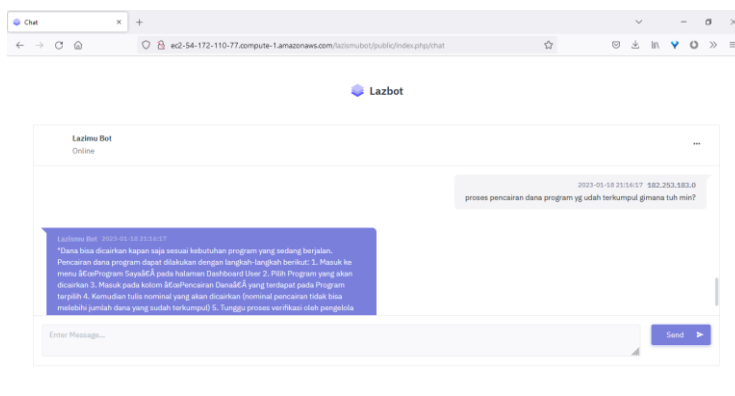 Chat
ec2-54-172-110-77.compute-1.amazonaws.com/lazismubot/public/index.php/chat
Lazbot
Lazimu Bot
Online
2023-01-18 21:16:17 182.253.183.0
proses pencairan dana program yg udah terkumpul gimana tuh min?
Lazismu Bot 2023-01-18 21:16:17
"Dana bisa dicairkan kapan saja sesuai kebutuhan program yang sedang berjalan.
Pencairan dana program dapat dilakukan dengan langkah-langkah berikut: 1. Masuk ke
menu â€œProgram Sayaâ€Â pada halaman Dashboard User 2. Pilih Program yang akan
dicairkan 3. Masuk pada kolom â€œPencairan Danaâ€Â yang terdapat pada Program
terpilih 4. Kemudian tulis nominal yang akan dicairkan (nominal pencairan tidak bisa
melebihi jumlah dana yang sudah terkumpul) 5. Tunggu proses verifikasi oleh pengelola
Enter Message...
Send